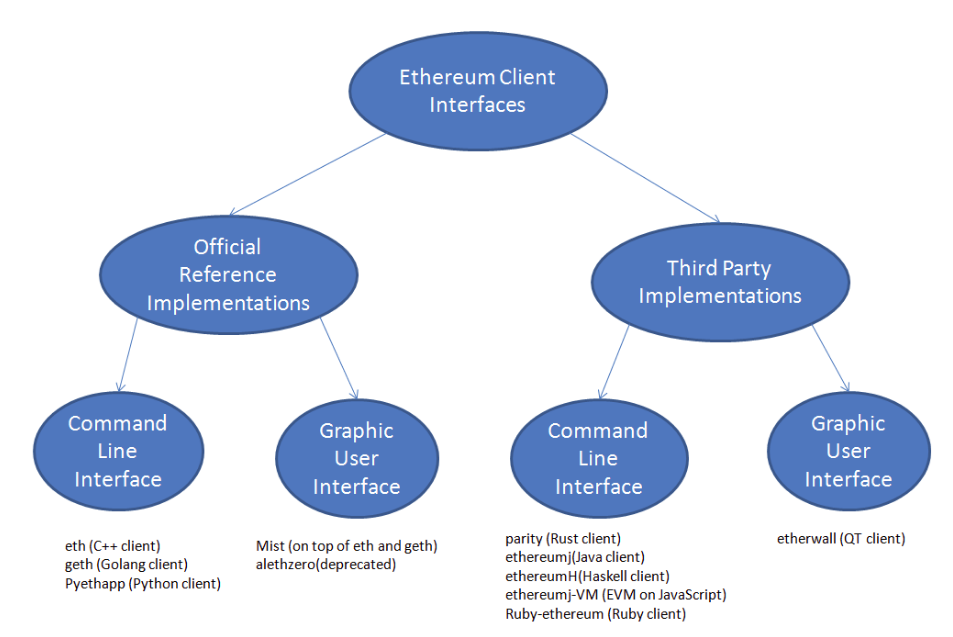 Ethereum Client
Interfaces
Official
Reference
Implementations
Third Party
Implementations
Command
Line
Interface
Graphic
User
Interface
Command
Line
Interface
Graphic
User
Interface
eth (C++ client)
geth (Golang client)
Pyethapp (Python client)
Mist (on top of eth and geth)
alethzero(deprecated)
parity (Rust client)
ethereumj(Java client)
ethereumH(Haskell client)
ethereumj-VM (EVM on JavaScript)
Ruby-ethereum (Ruby client)
etherwall (QT client)